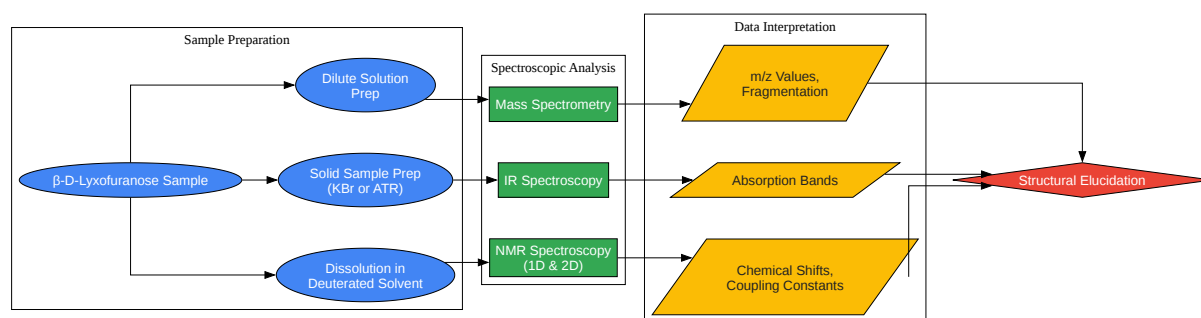 Sample Preparation
Spectroscopic Analysis
Data Interpretation
Dilute Solution
Prep
Mass Spectrometry
m/z Values,
Fragmentation
β-D-Lyxofuranose Sample
Solid Sample Prep
(KBr or ATR)
IR Spectroscopy
Absorption Bands
Structural Elucidation
Dissolution in
Deuterated Solvent
NMR Spectroscopy
(1D & 2D)
Chemical Shifts,
Coupling Constants